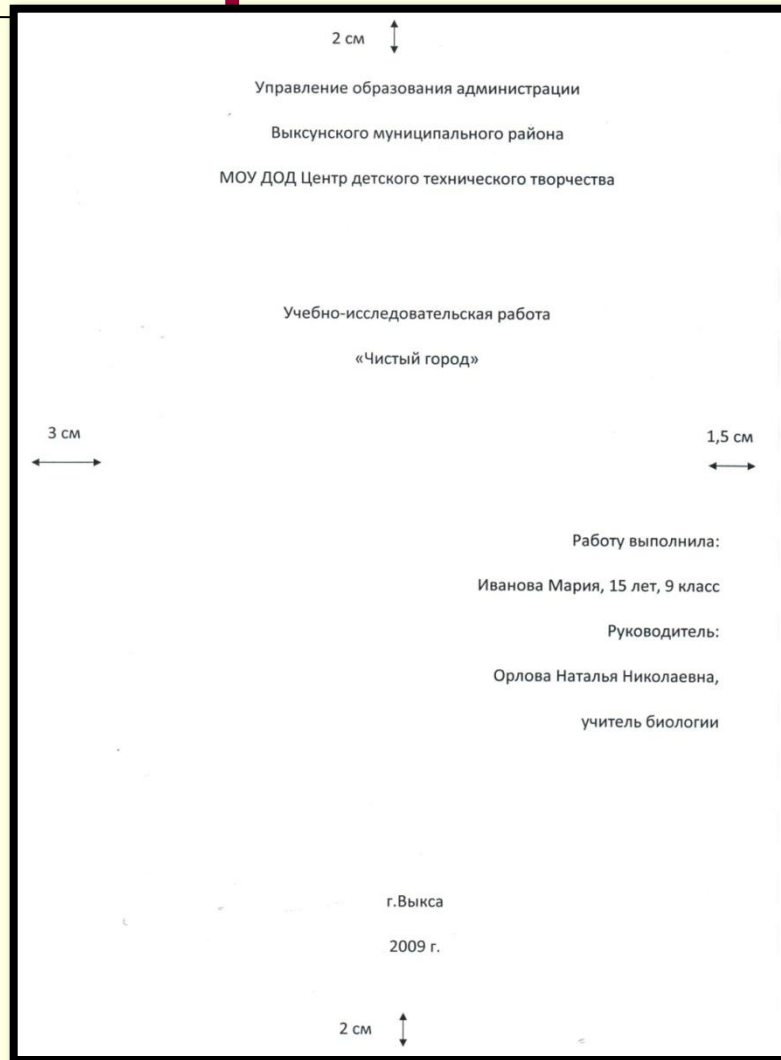 2 см
Управление образования администрации
Выксунского муниципального района
МОУ ДОД Центр детского технического творчества
Учебно-исследовательская работа
«Чистый город»
3 см
1,5 см
Работу выполнила:
Иванова Мария, 15 лет, 9 класс
Руководитель:
Орлова Наталья Николаевна,
учитель биологии
г.Выкса
2009 г.
2 см